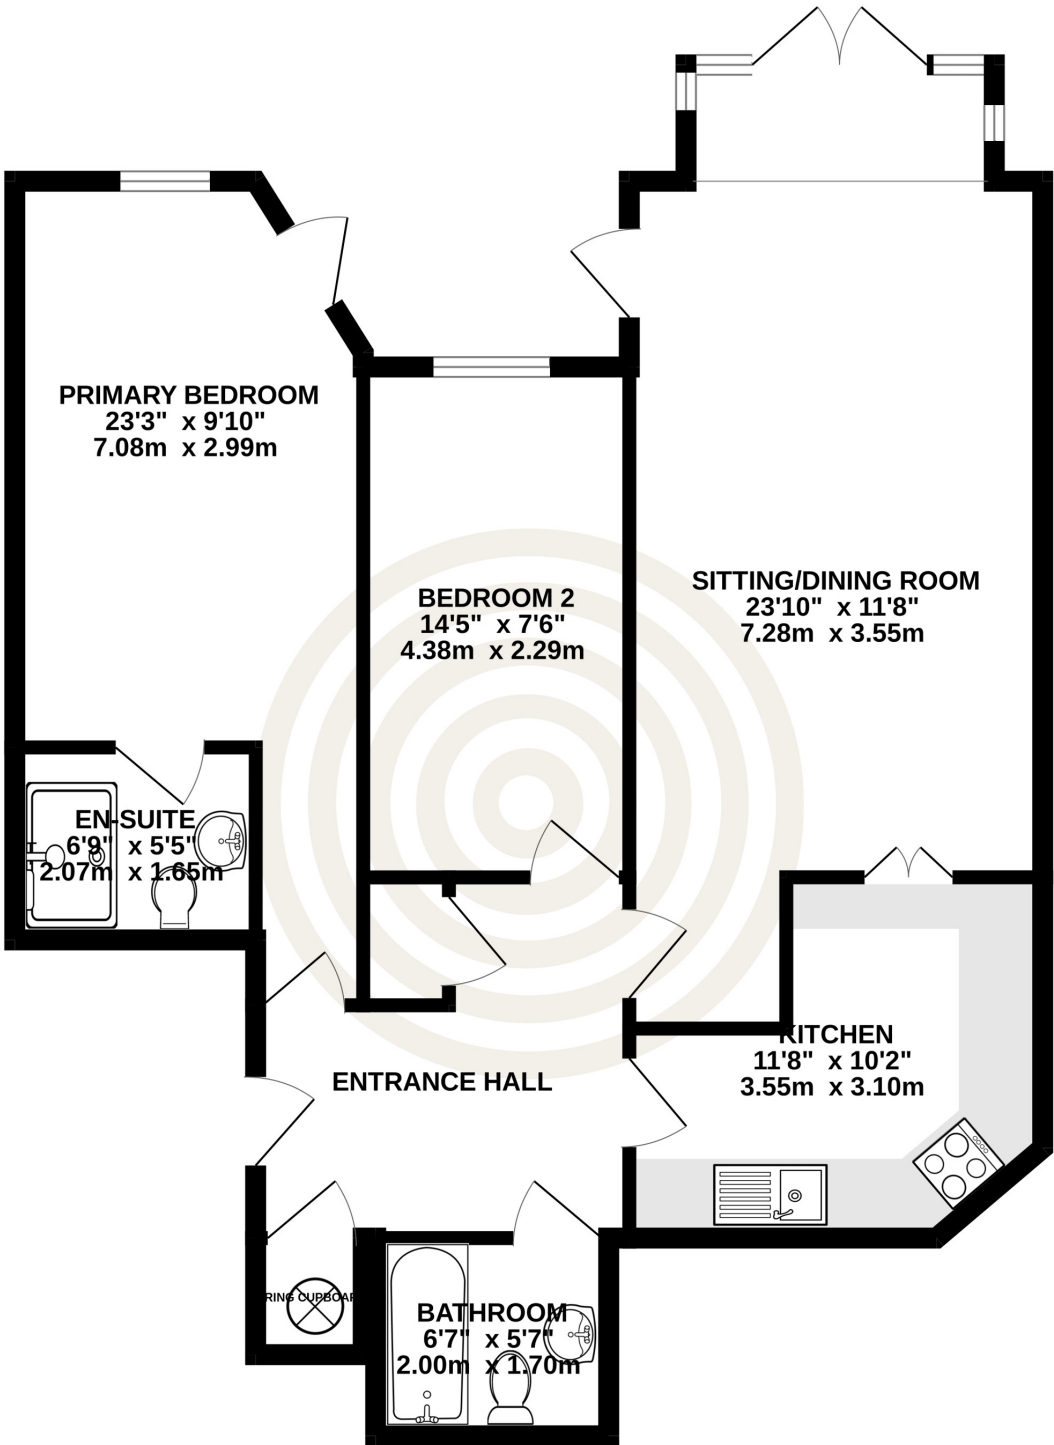 PRIMARY BEDROOM
23'3" x 9'10"
7.08m x 2.99m
BEDROOM 2
14'5" x 7'6"
4.38m x 2.29m
SITTING/DINING ROOM
23'10" x 11'8"
7.28m x 3.55m
EN-SUITE
6'9" x 5'5"
2.07m x 1.65m
KITCHEN
11'8" x 10'2"
3.55m x 3.10m
ENTRANCE HALL
RING CUPBOAR
BATHROOM
6'7" x 5'7"
2.00m x 1.70m